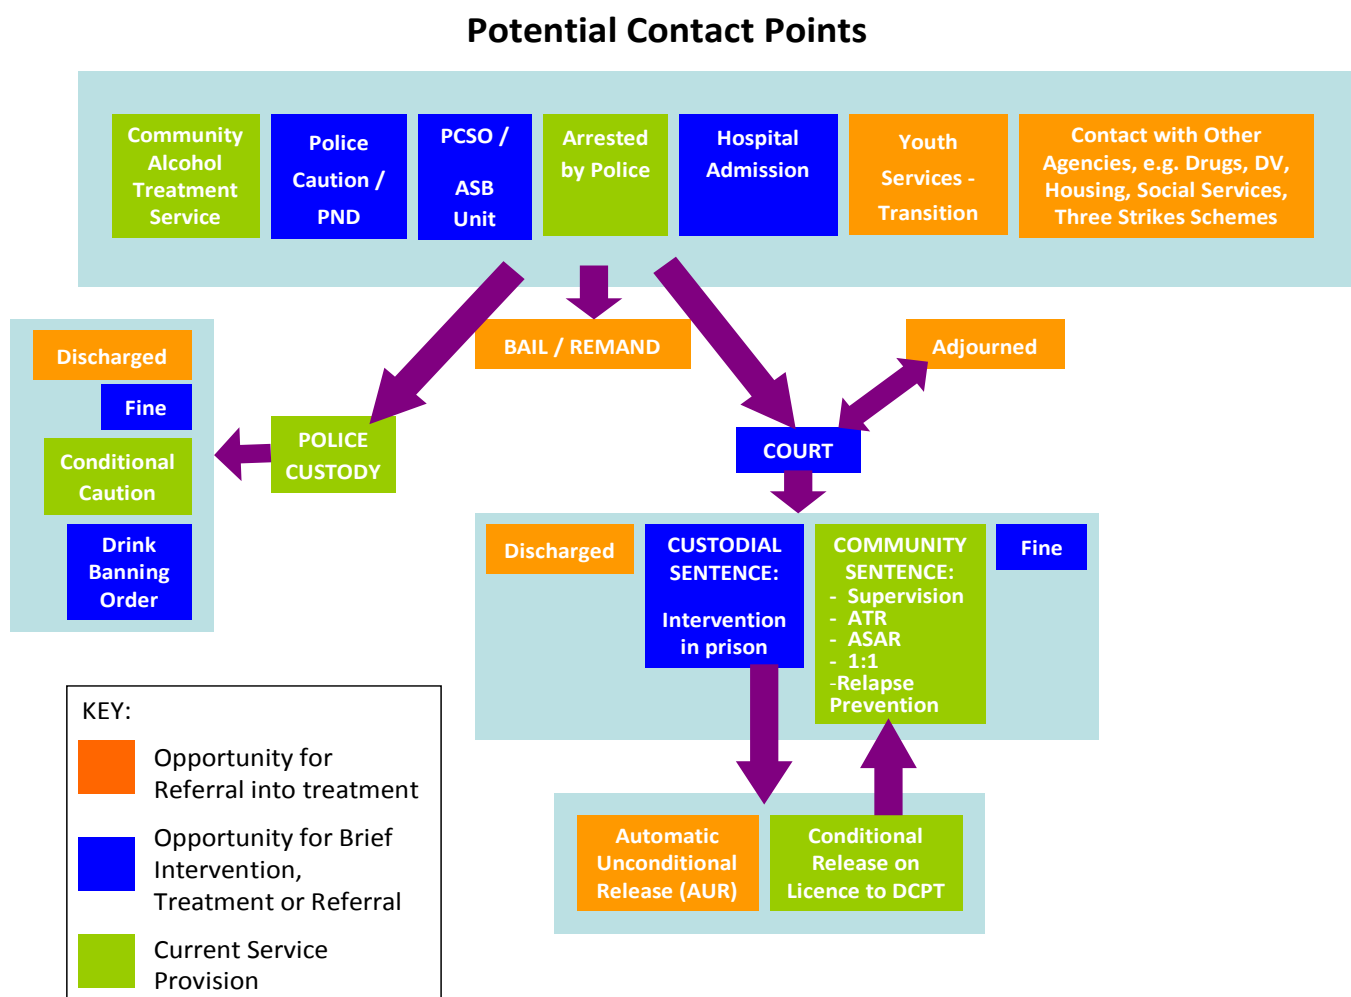 Potential Contact Points
Community
Alcohol
Treatment
Service
Police
Caution /
PND
PCSO /
ASB
Unit
Arrested
by Police
Hospital
Admission
Youth
Services -
Transition
Contact with Other
Agencies, e.g. Drugs, DV,
Housing, Social Services,
Three Strikes Schemes
Discharged
Fine
Conditional
Caution
Drink
Banning
Order
POLICE
CUSTODY
BAIL / REMAND
Adjourned
COURT
Discharged
CUSTODIAL
SENTENCE:
Intervention
in prison
COMMUNITY
SENTENCE:
- Supervision
- ATR
- ASAR
- 1:1
-Relapse
Prevention
Fine
Automatic
Unconditional
Release (AUR)
Conditional
Release on
Licence to DCPT
KEY:
Opportunity for
Referral into treatment
Opportunity for Brief
Intervention,
Treatment or Referral
Current Service
Provision